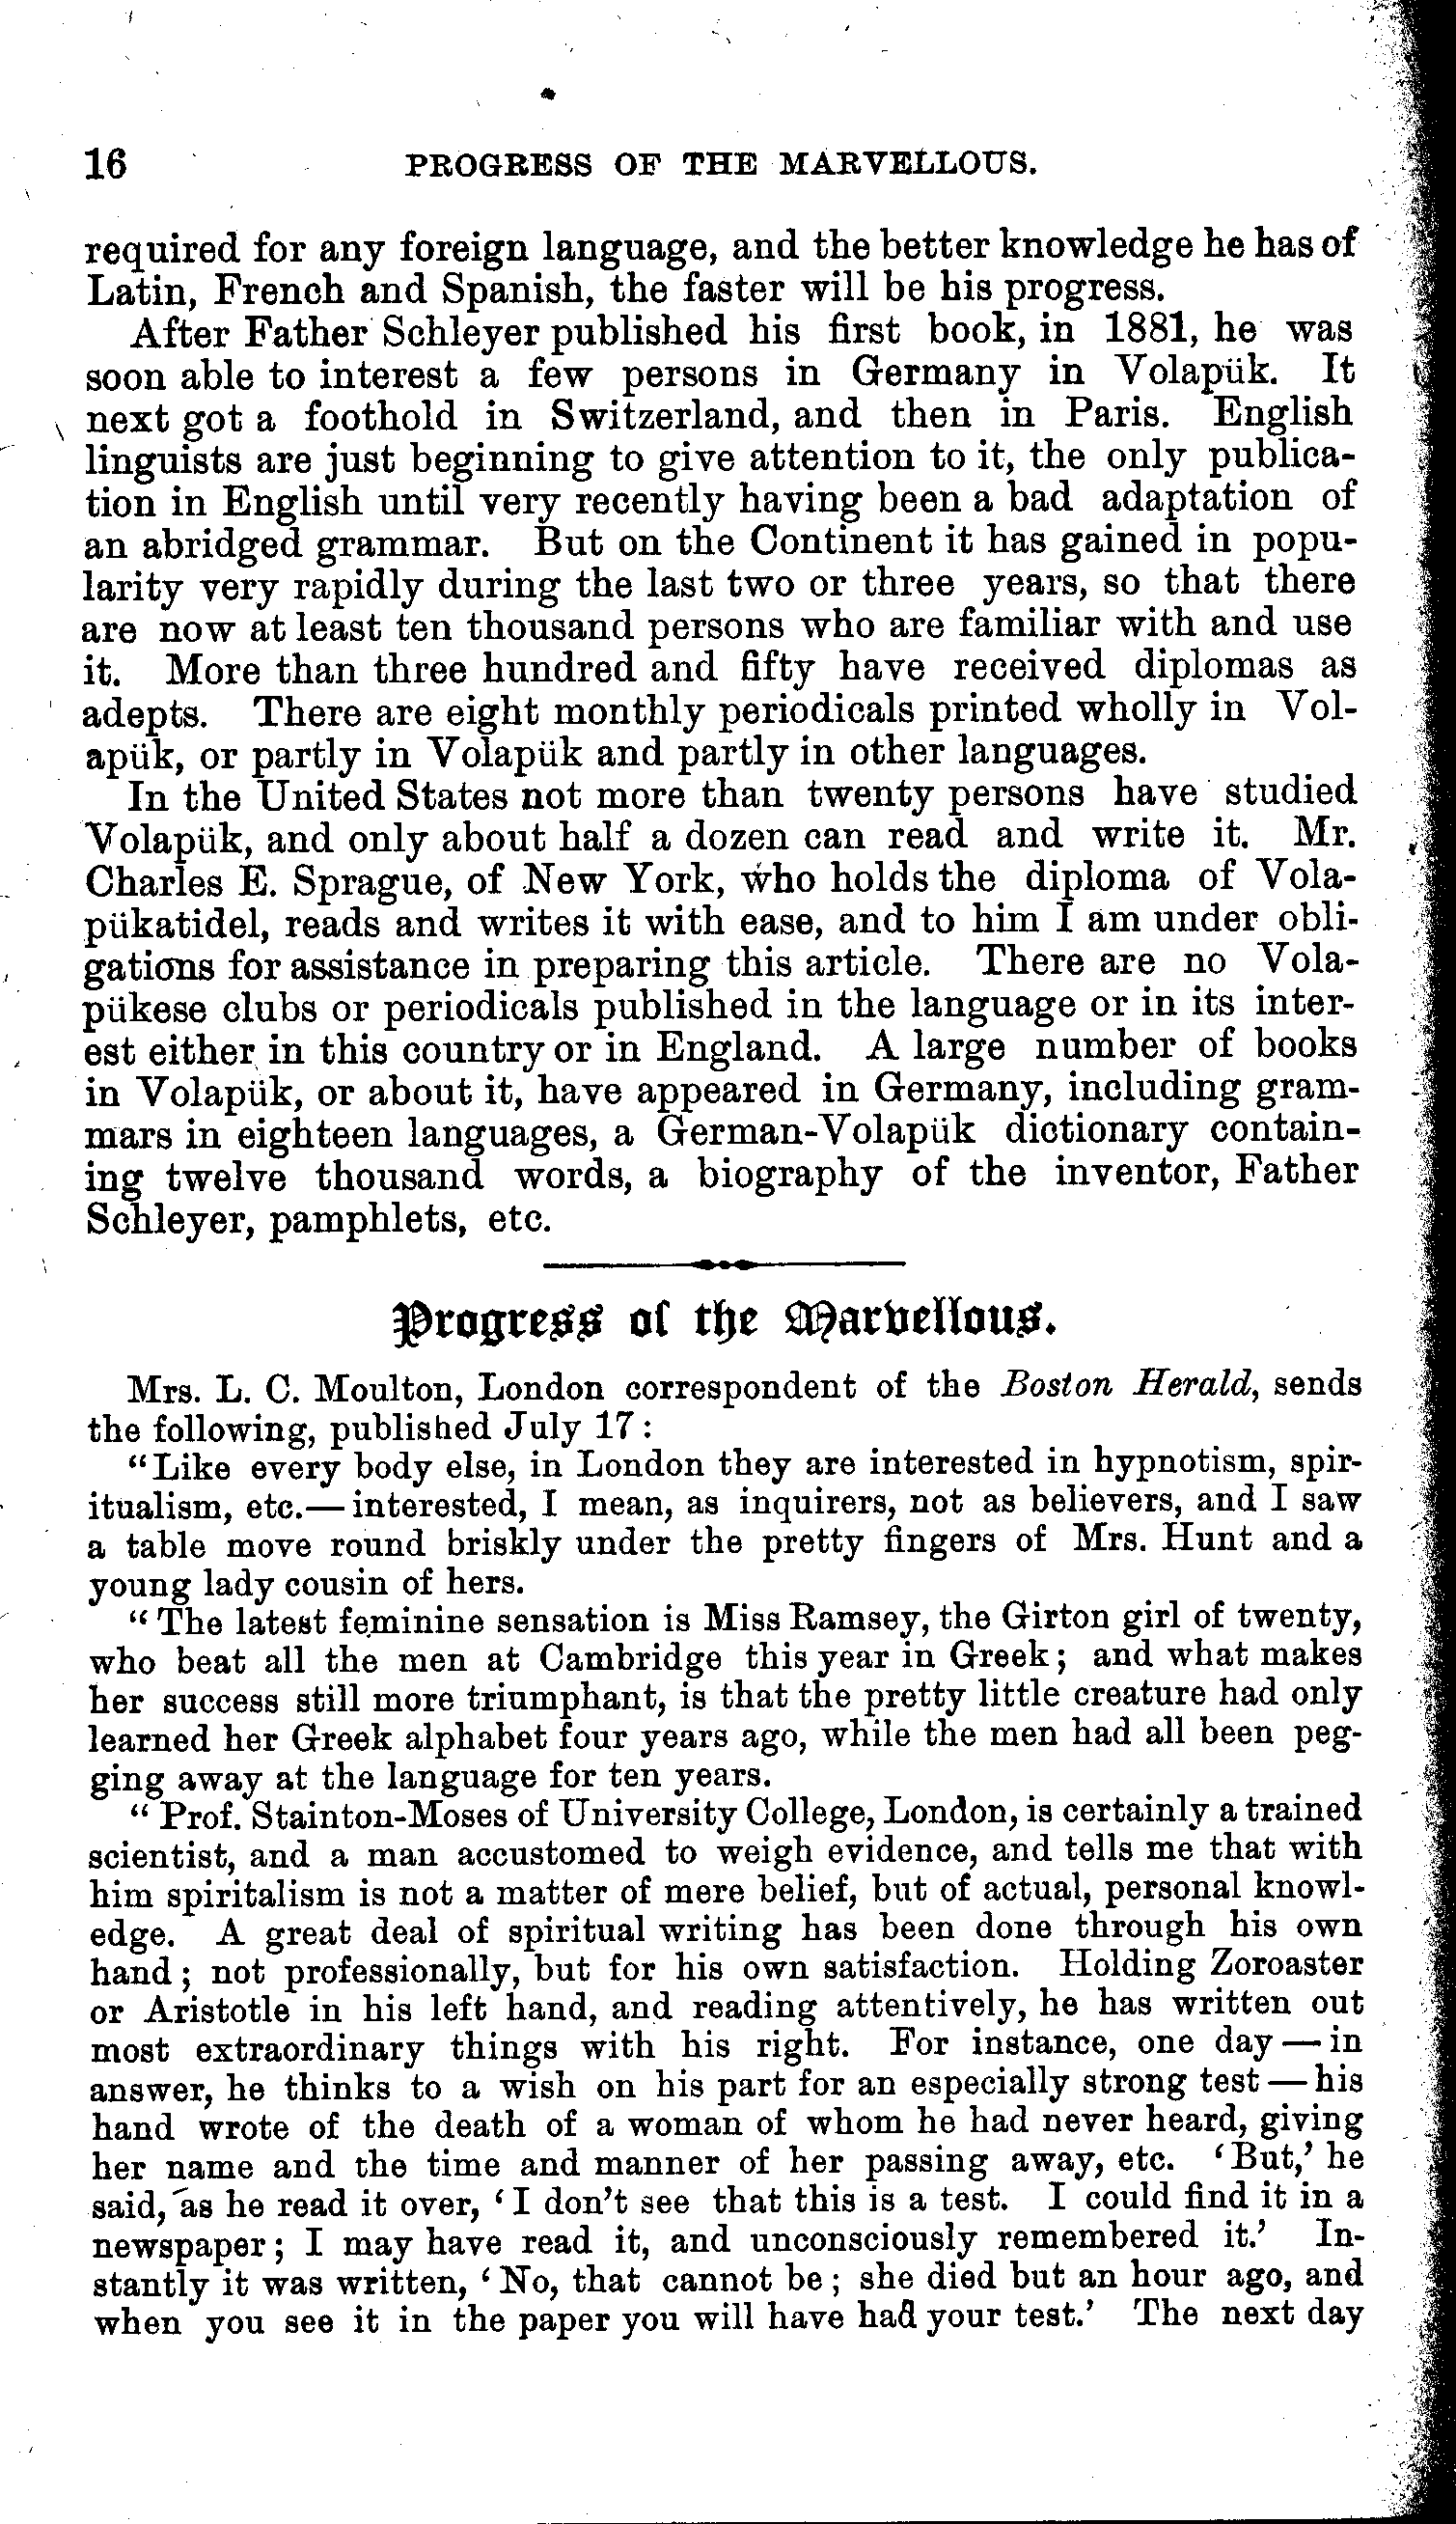 16 PROGRESS OF THE MARVELLOUS.
required for any foreign language, and the better knowledge he has of
Latin, French and Spanish, the faster will be his progress.
After Father Schleyer published his first book, in 1881, he was
soon able to interest a few persons in Germany in Volapük. It
next got a foothold in Switzerland, and then in Paris. English
linguists are just beginning to give attention to it, the only publica-
tion in English until very recently having been a bad adaptation of
an abridged grammar. But on the Continent it has gained in popu-
larity very rapidly during the last two or three years, so that there
are now at least ten thousand persons who are familiar with and use
it. More than three hundred and fifty have received diplomas as
adepts. There are eight monthly periodicals printed wholly in Vol-
apük, or partly in Volapük and partly in other languages.
In the United States not more than twenty persons have studied
Volapük, and only about half a dozen can read and write it. Mr.
Charles E. Sprague, of New York, who holds the diploma of Vola-
pükatidel, reads and writes it with ease, and to him I am under obli-
gations for assistance in preparing this article. There are no Vola-
pükese clubs or periodicals published in the language or in its inter-
est either in this country or in England. A large number of books
in Volapük, or about it, have appeared in Germany, including gram-
mars in eighteen languages, a German-Volapük dictionary contain-
ing twelve thousand words, a biography of the inventor, Father
Schleyer, pamphlets, etc.
Progress of the Marvellous.
Mrs. L. C. Moulton, London correspondent of the Boston Herald, sends
the following, published July 17:
"Like every body else, in London they are interested in hypnotism, spir-
itualism, etc.— interested, I mean, as inquirers, not as believers, and I saw
a table move round briskly under the pretty fingers of Mrs. Hunt and a
young lady cousin of hers.
"The latest feminine sensation is Miss Ramsey, the Girton girl of twenty,
who beat all the men at Cambridge this year in Greek; and what makes
her success still more triumphant, is that the pretty little creature had only
learned her Greek alphabet four years ago, while the men had all been peg-
ging away at the language for ten years.
"Prof. Stainton-Moses of University College, London, is certainly a trained
scientist, and a man accustomed to weigh evidence, and tells me that with
him spiritalism is not a matter of mere belief, but of actual, personal knowl-
edge. A great deal of spiritual writing has been done through his own
hand; not professionally, but for his own satisfaction. Holding Zoroaster
or Aristotle in his left hand, and reading attentively, he has written out
most extraordinary things with his right. For instance, one day — in
answer, he thinks to a wish on his part for an especially strong test — his
hand wrote of the death of a woman of whom he had never heard, giving
her name and the time and manner of her passing away, etc. 'But,' he
said, as he read it over, 'I don't see that this is a test. I could find it in a
newspaper; I may have read it, and unconsciously remembered it.' In-
stantly it was written, 'No, that cannot be; she died but an hour ago, and
when you see it in the paper you will have had your test.' The next day